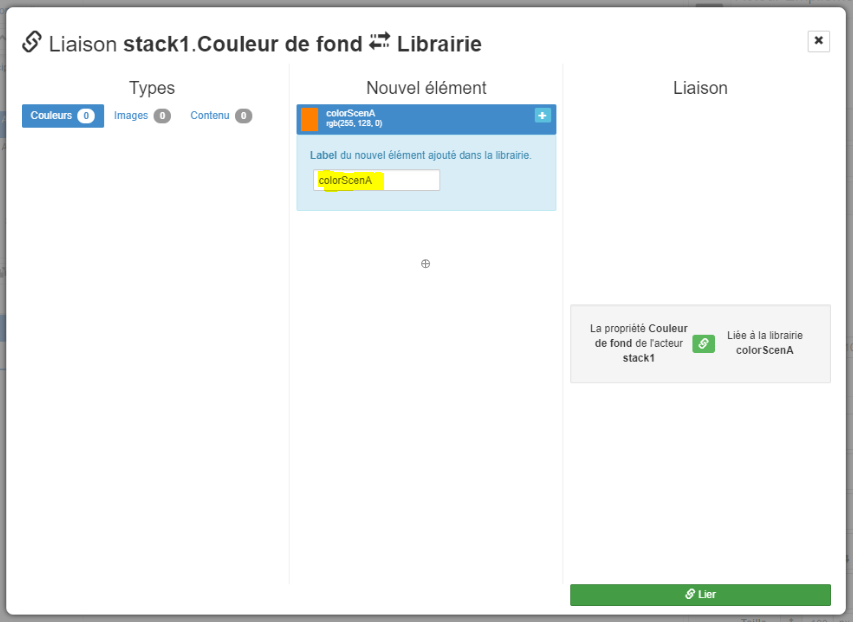 Liaison stack1.Couleur de fond Librairie
Types
Nouvel élément
Liaison
Couleurs 0
Images 0
Contenu 0
colorScenA
rgb(255, 128, 0)
Label du nouvel élément ajouté dans la librairie.
colorScenA
La propriété Couleur
de fond de l'acteur
stack1
Liée à la librairie
colorScenA
Lier